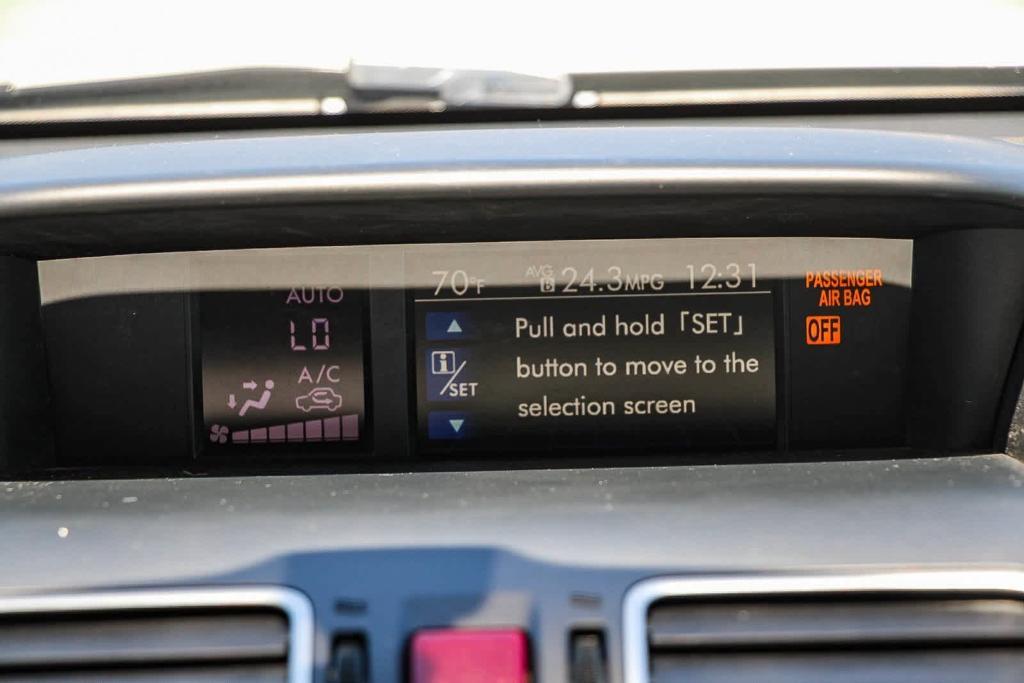 AUTO
LO
A/C
70°F AVG B 24.3MPG 12:31
i/SET
Pull and hold「SET」
button to move to the
selection screen
PASSENGER
AIR BAG
OFF